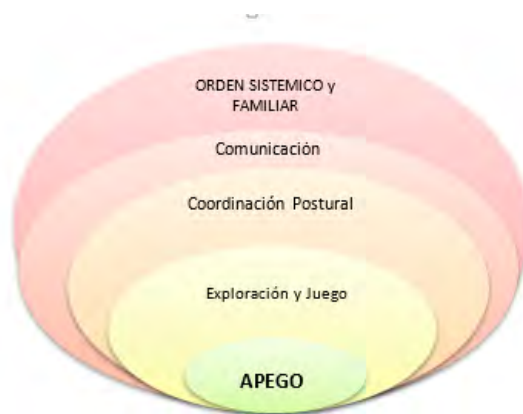 ORDEN SISTEMICO y
FAMILIAR
Comunicación
Coordinación Postural
Exploración y Juego
APEGO